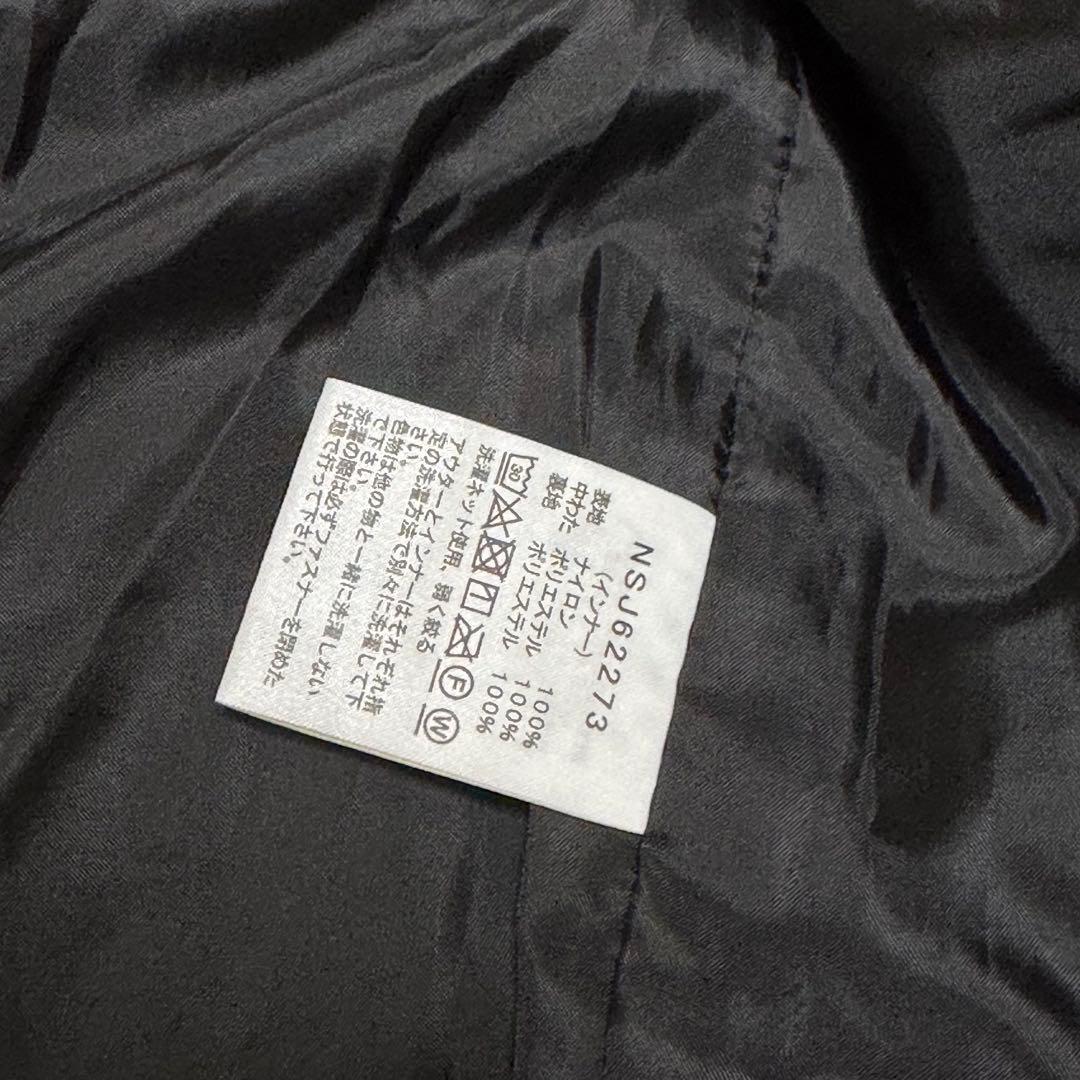 NSJ62273
(インナー)
表地 ナイロン 100%
中わた ポリエステル 100%
裏地 ポリエステル 100%
30 F W
洗濯ネット使用、弱く絞る
アウターとインナーはそれぞれ指
定の洗濯方法で別々に洗濯して下
さい。
色物は他の物と一緒に洗濯しない
で下さい。
洗濯の際は必ずファスナーを閉めた
状態で行って下さい。